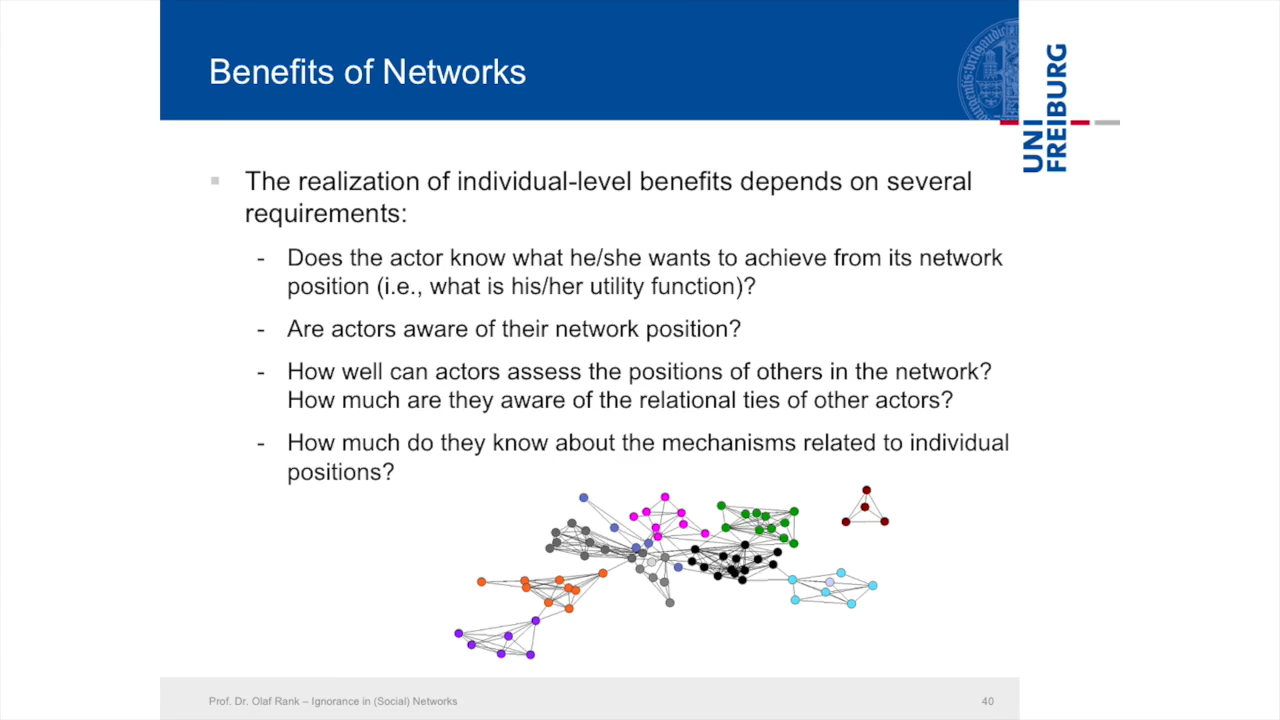 Benefits of Networks
UNI
FREIBURG
The realization of individual-level benefits depends on several
requirements:
- Does the actor know what he/she wants to achieve from its network
position (i.e., what is his/her utility function)?
- Are actors aware of their network position?
- How well can actors assess the positions of others in the network?
How much are they aware of the relational ties of other actors?
- How much do they know about the mechanisms related to individual
positions?
Prof. Dr. Olaf Rank – Ignorance in (Social) Networks
40